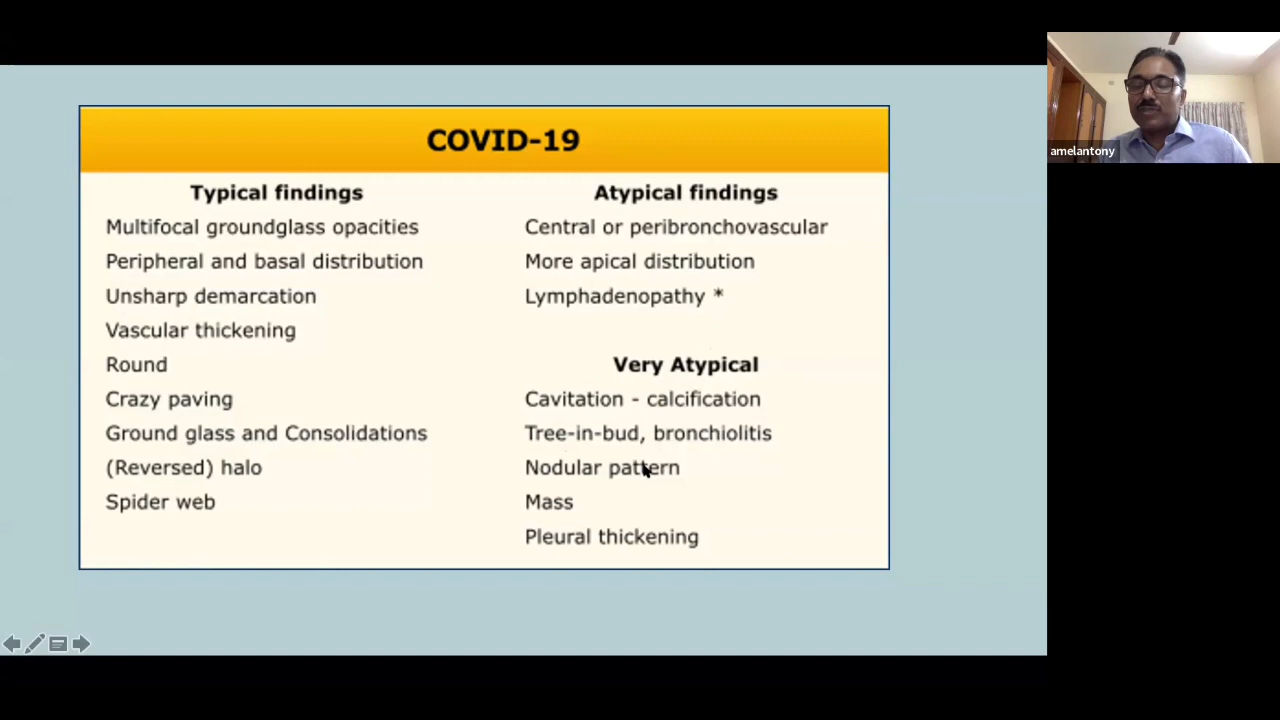 COVID-19
Typical findings
Multifocal groundglass opacities
Peripheral and basal distribution
Unsharp demarcation
Vascular thickening
Round
Crazy paving
Ground glass and Consolidations
(Reversed) halo
Spider web
Atypical findings
Central or peribronchovascular
More apical distribution
Lymphadenopathy *
Very Atypical
Cavitation - calcification
Tree-in-bud, bronchiolitis
Nodular pattern
Mass
Pleural thickening
amelantony